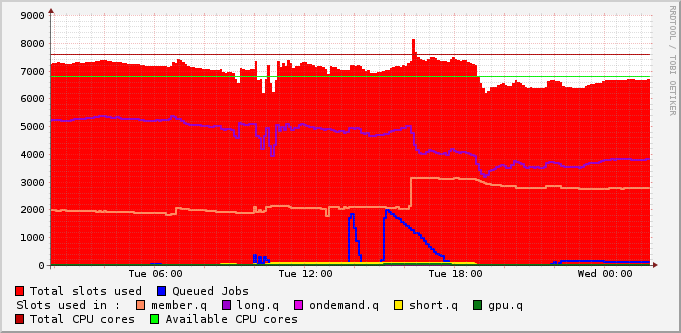 9000
8000
7000
6000
5000
4000
3000
2000
1000
0
Tue 06:00 Tue 12:00 Tue 18:00 Wed 00:00
Total slots used Queued Jobs
Slots used in : member.q long.q ondemand.q short.q gpu.q
Total CPU cores Available CPU cores
RRDTOOL / TOBI OETIKER